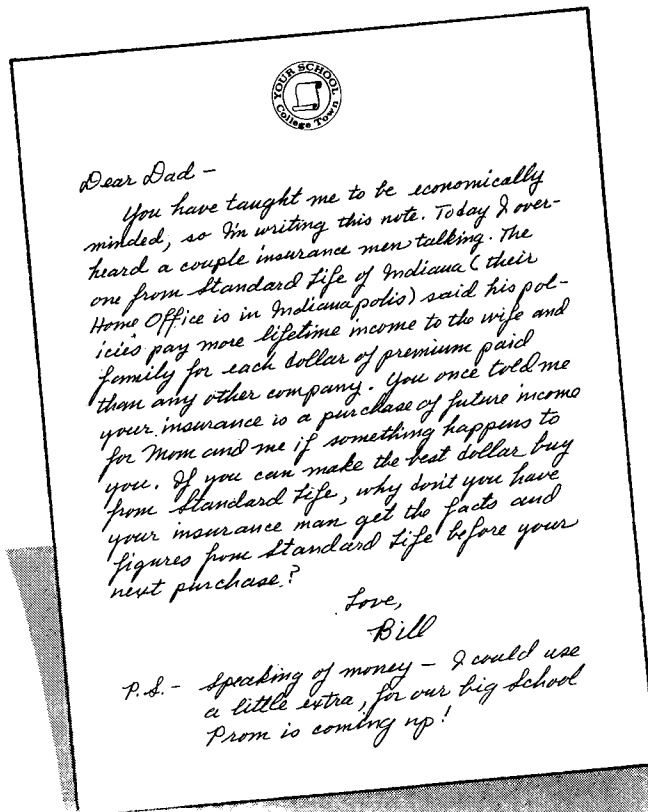 YOUR SCHOOL
College Town
Dear Dad -
You have taught me to be economically
minded, so I'm writing this note. Today I over-
heard a couple insurance men talking. The
one from Standard Life of Indiana (their
Home Office is in Indianapolis) said his pol-
icies pay more lifetime income to the wife and
family for each dollar of premium paid
than any other company. You once told me
your insurance is a purchase of future income
for Mom and me if something happens to
you. If you can make the best dollar buy
from Standard Life, why don't you have
your insurance man get the facts and
figures from Standard Life before your
next purchase?
Love,
Bill
P.S. - Speaking of money - I could use
a little extra, for our big School
Prom is coming up!